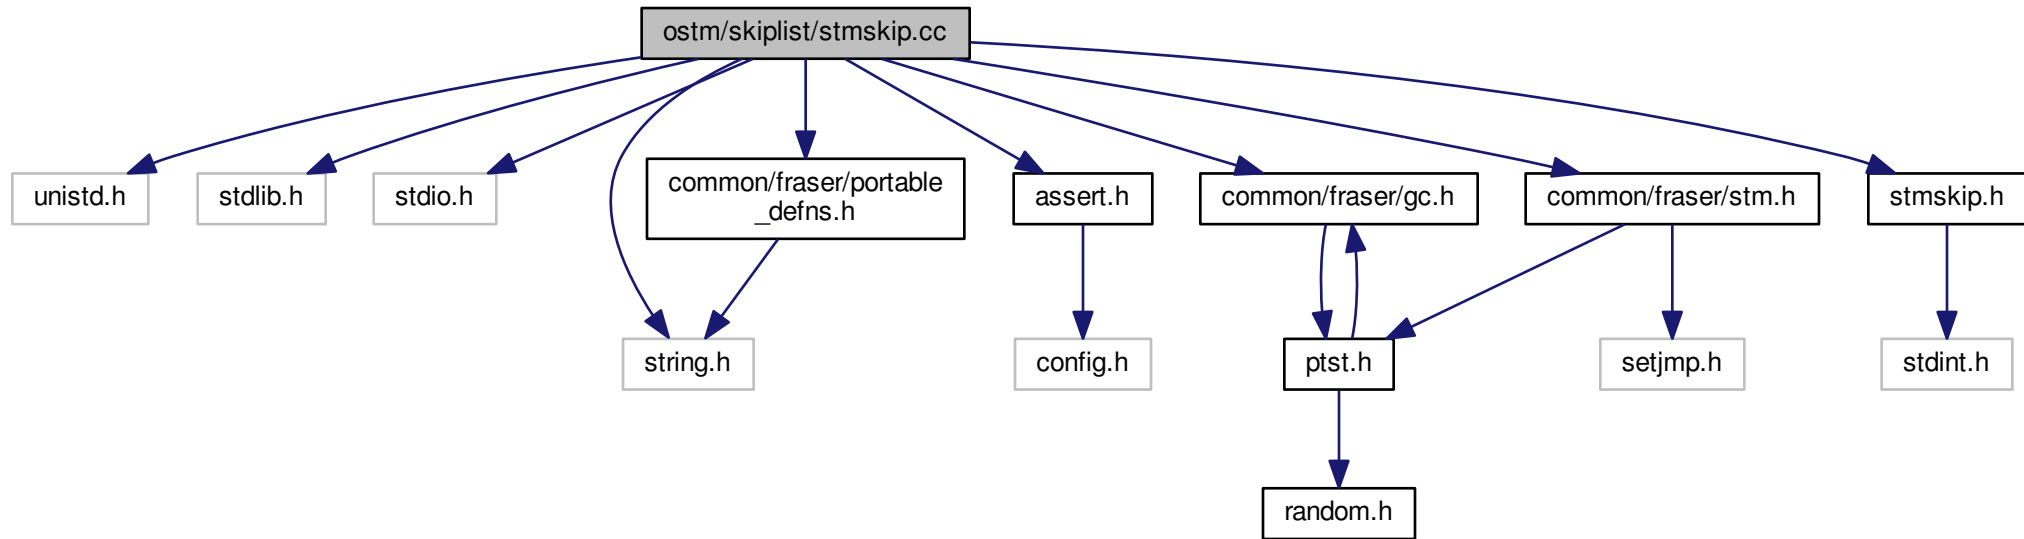 ostm/skiplist/stmskip.cc
unistd.h
stdlib.h
stdio.h
common/fraser/portable
_defns.h
assert.h
common/fraser/gc.h
common/fraser/stm.h
stmskip.h
string.h
config.h
ptst.h
setjmp.h
stdint.h
random.h